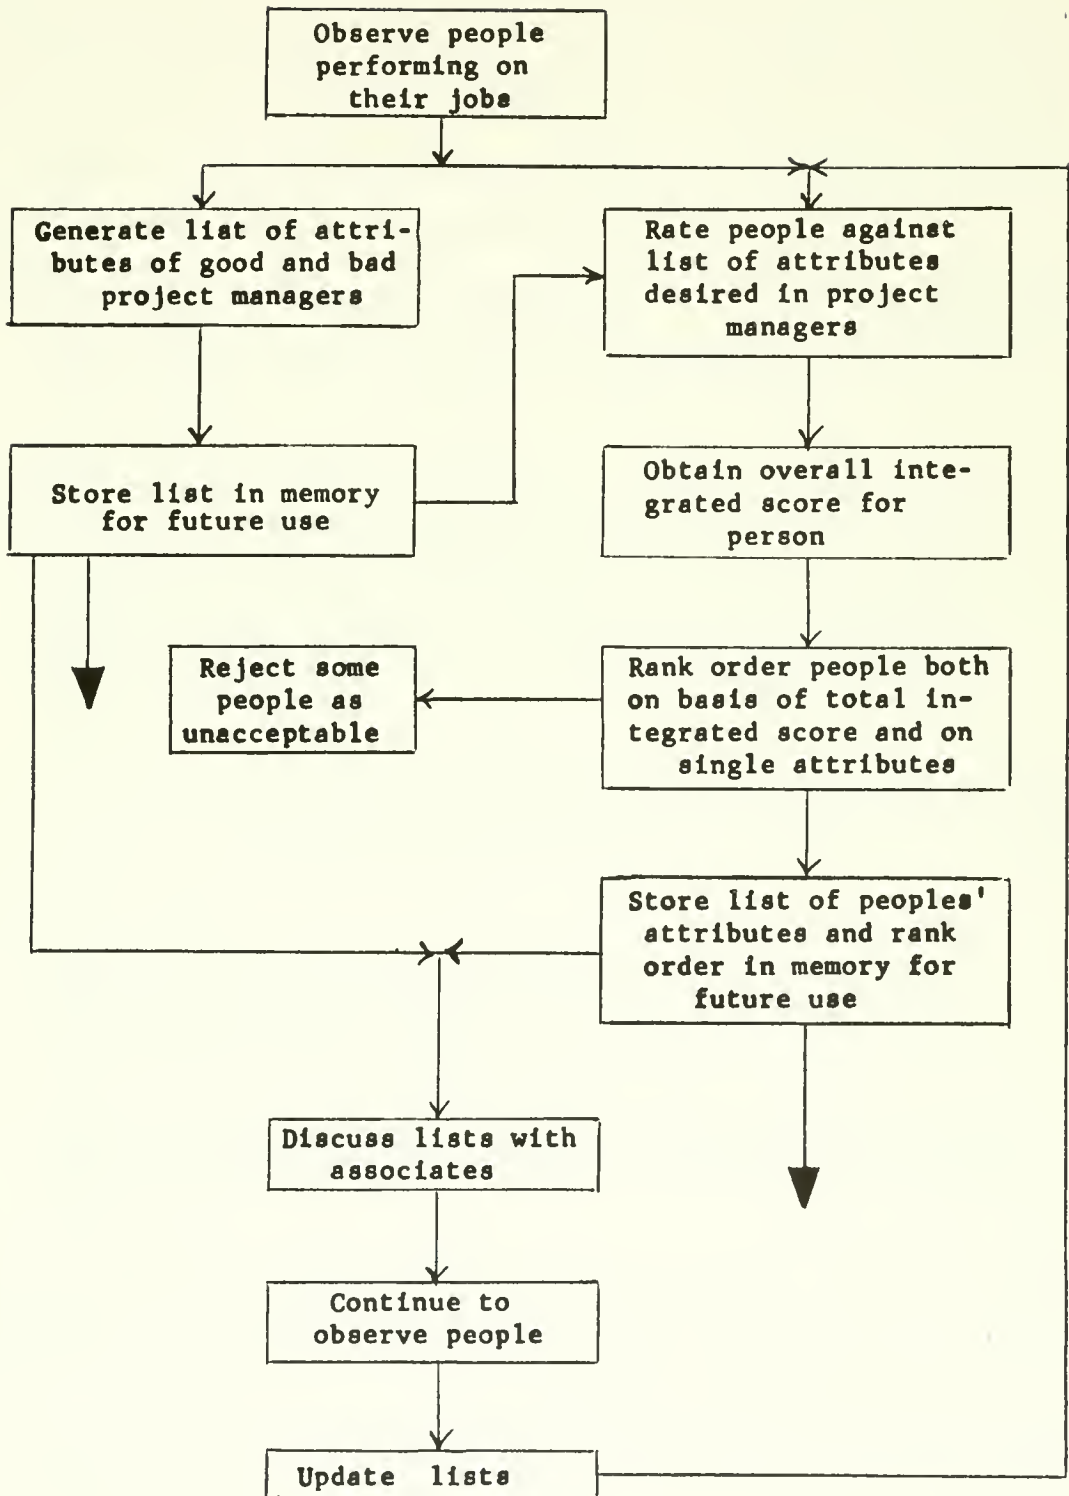 Observe people
performing on
their jobs
Generate list of attri-
butes of good and bad
project managers
Rate people against
list of attributes
desired in project
managers
Store list in memory
for future use
Obtain overall inte-
grated score for
person
Reject some
people as
unacceptable
Rank order people both
on basis of total in-
tegrated score and on
single attributes
Store list of peoples'
attributes and rank
order in memory for
future use
Discuss lists with
associates
Continue to
observe people
Update lists